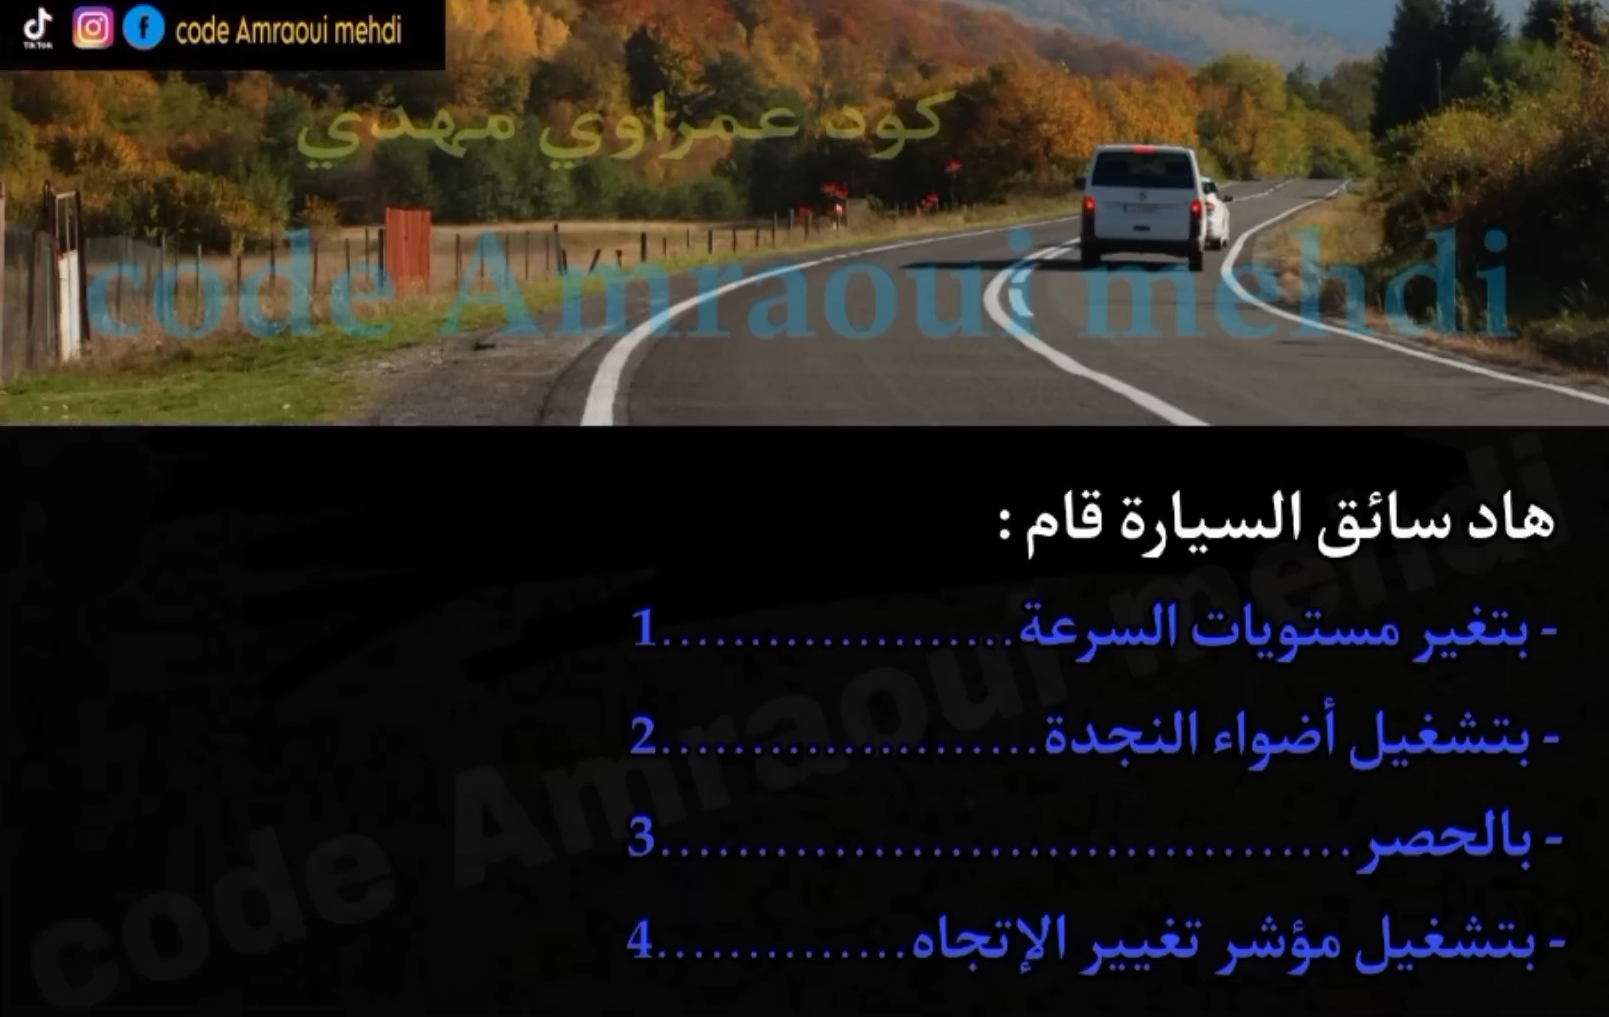 TikTok
code Amraoui mehdi
كود عمراوي مهدي
code Amraoui mehdi
هاد سائق السيارة قام :
- بتغير مستويات السرعة....................1
- بتشغيل أضواء النجدة.....................2
- بالحصر.......................................3
- بتشغيل مؤشر تغيير الإتجاه..............4
code Amraoui mehdi